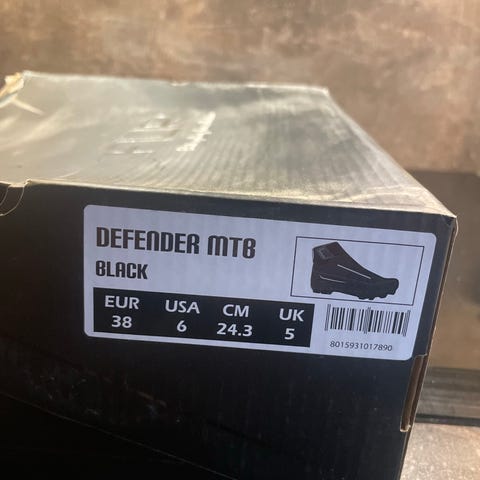 DEFENDER MTB
BLACK
EUR USA CM UK
38 6 24.3 5
8015931017890